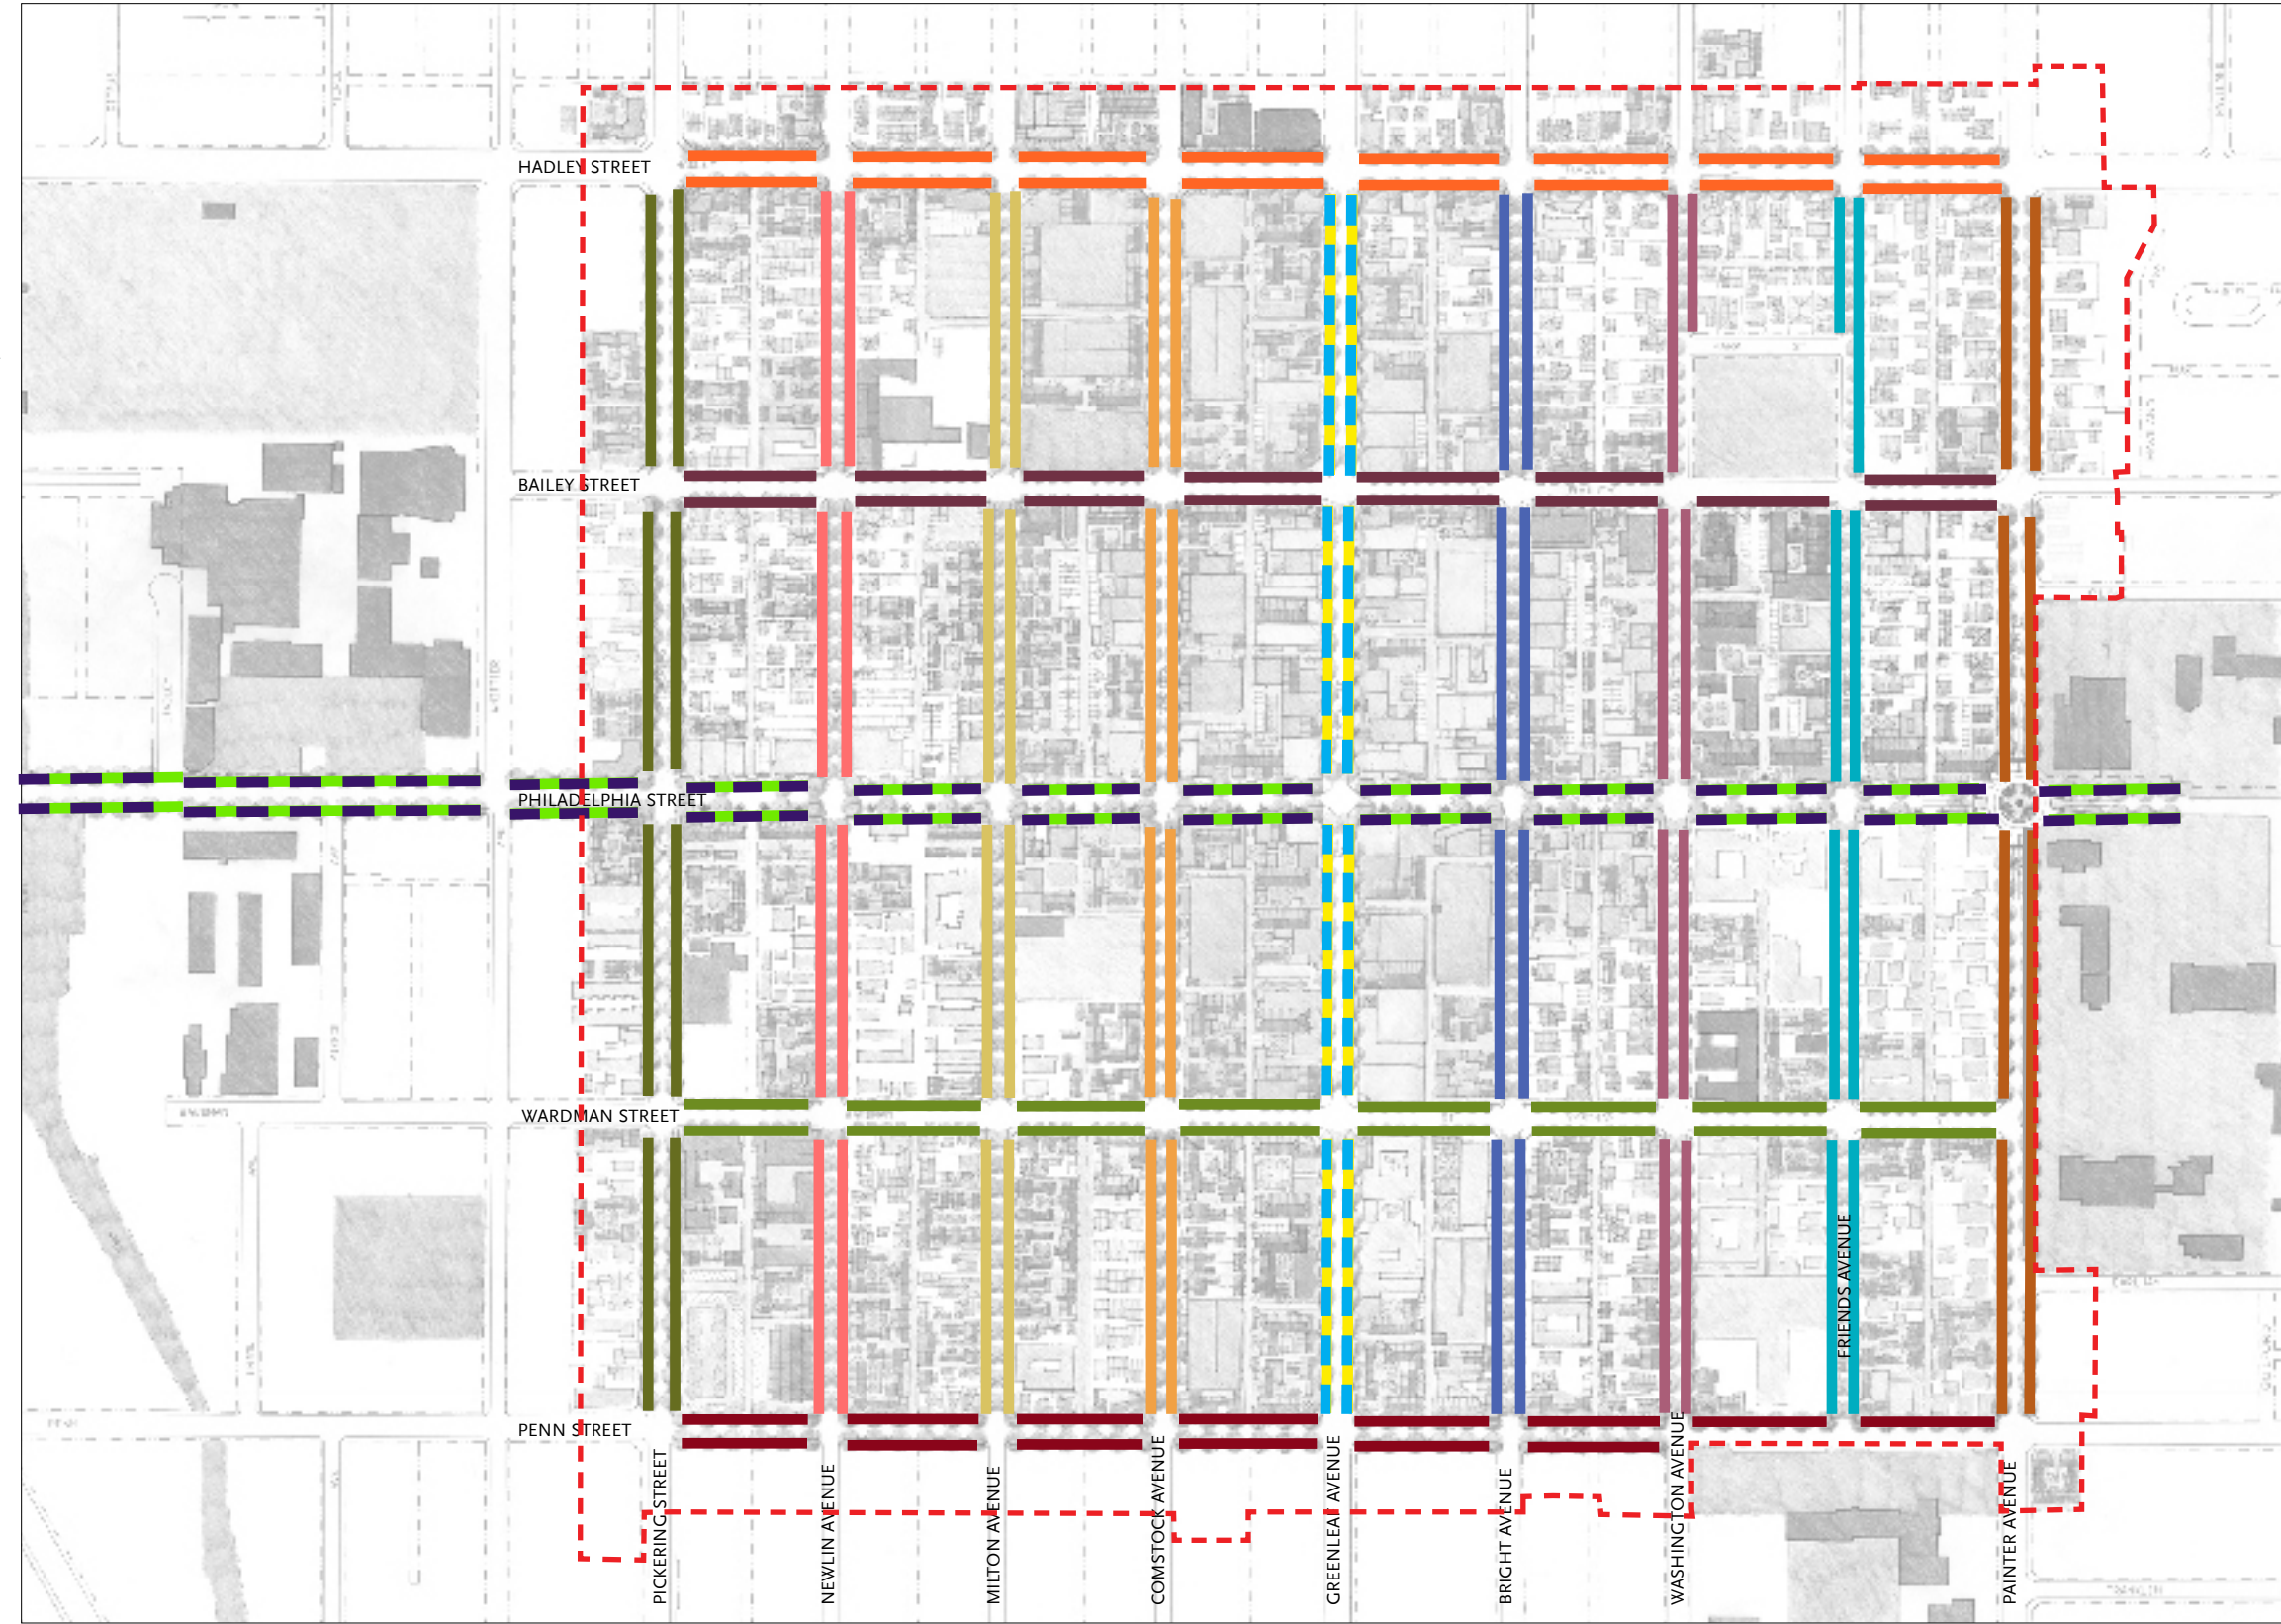 HADLEY STREET
BAILEY STREET
PHILADELPHIA STREET
WARDMAN STREET
PENN STREET
PICKERING STREET
NEWLIN AVENUE
MILTON AVENUE
COMSTOCK AVENUE
GREENLEAF AVENUE
BRIGHT AVENUE
WASHINGTON AVENUE
FRIENDS AVENUE
PAINTER AVENUE